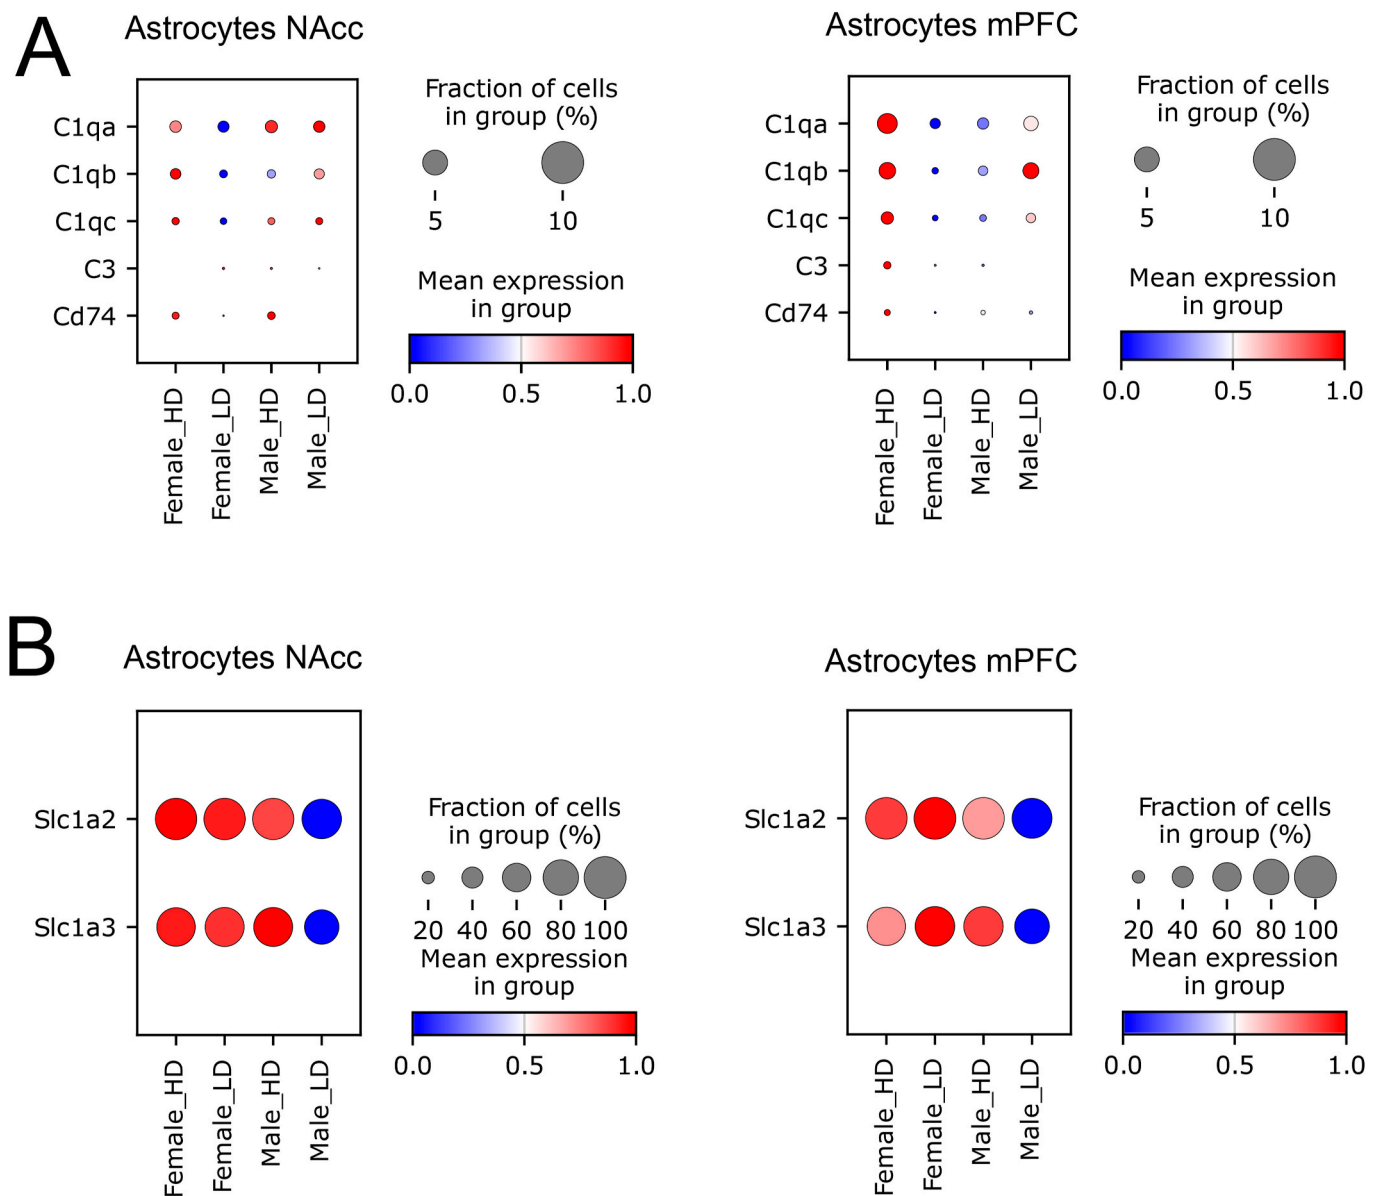 A
Astrocytes NAcc
C1qa
C1qb
C1qc
C3
Cd74
Female_HD
Female_LD
Male_HD
Male_LD
Fraction of cells
in group (%)
5 10
Mean expression
in group
0.0 0.5 1.0
Astrocytes mPFC
C1qa
C1qb
C1qc
C3
Cd74
Female_HD
Female_LD
Male_HD
Male_LD
Fraction of cells
in group (%)
5 10
Mean expression
in group
0.0 0.5 1.0
B
Astrocytes NAcc
Slc1a2
Slc1a3
Female_HD
Female_LD
Male_HD
Male_LD
Fraction of cells
in group (%)
20 40 60 80 100
Mean expression
in group
0.0 0.5 1.0
Astrocytes mPFC
Slc1a2
Slc1a3
Female_HD
Female_LD
Male_HD
Male_LD
Fraction of cells
in group (%)
20 40 60 80 100
Mean expression
in group
0.0 0.5 1.0